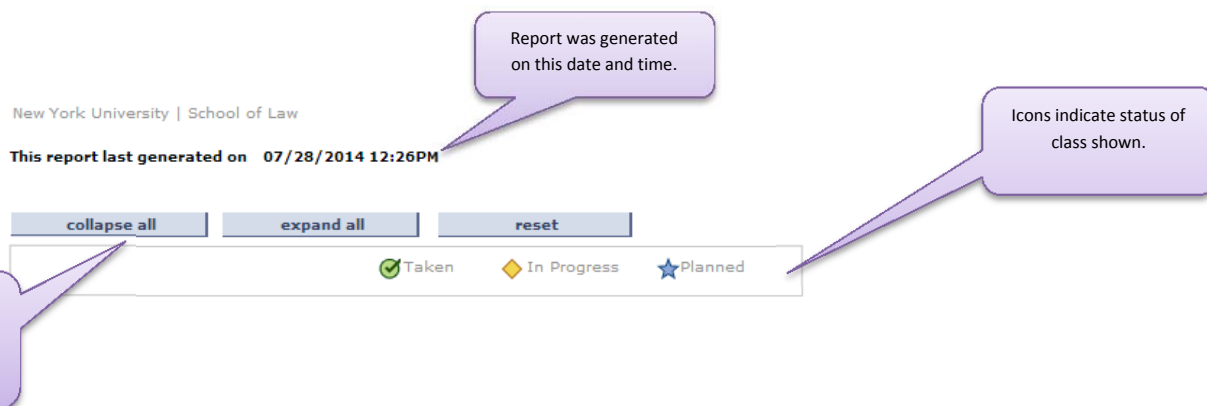 Report was generated
on this date and time.
New York University | School of Law
Icons indicate status of
class shown.
This report last generated on 07/28/2014 12:26PM
collapse all
expand all
reset
Taken
In Progress
Planned